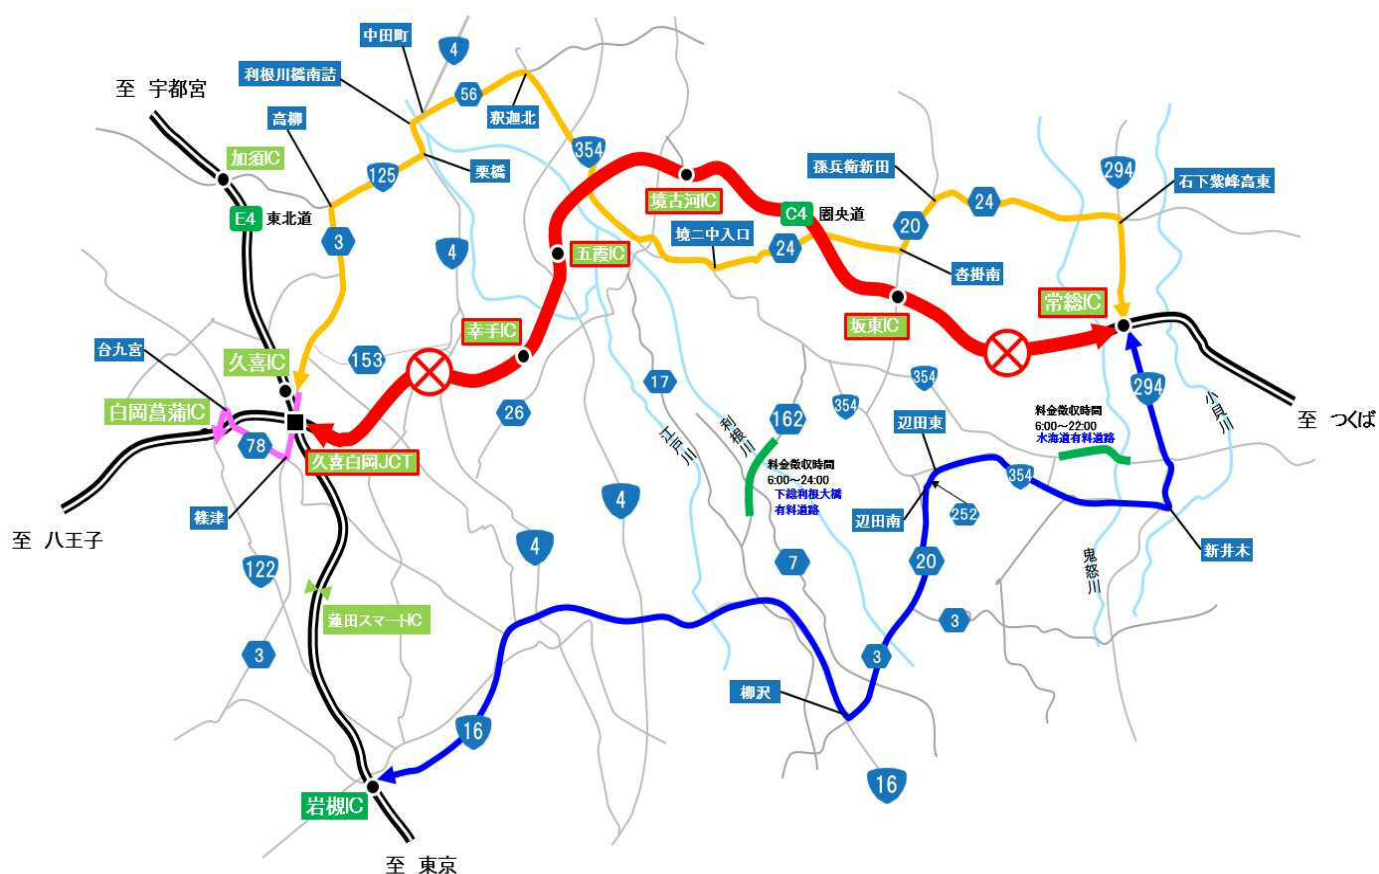 中田町
4
利根川橋南詰
至 宇都宮
56
釈迦北
高柳
354
加須IC
125
栗橋
孫兵衛新田
294
石下紫峰高東
境古河IC
24
E4
東北道
C4
圏央道
20
3
4
五霞IC
境二中入口
24
沓掛南
常総IC
坂東IC
幸手IC
台九宮
久喜IC
153
17
354
294
小貝川
至 つくば
白岡菖蒲IC
26
354
162
利根川
江戸川
辺田東
料金徴収時間
6:00~22:00
水海道有料道路
78
久喜白岡JCT
料金徴収時間
6:00~24:00
下総利根大橋
有料道路
354
篠津
4
辺田南
252
至 八王子
4
新井木
122
7
20
鬼怒川
蓮田スマートIC
3
3
3
柳沢
16
16
岩槻IC
至 東京